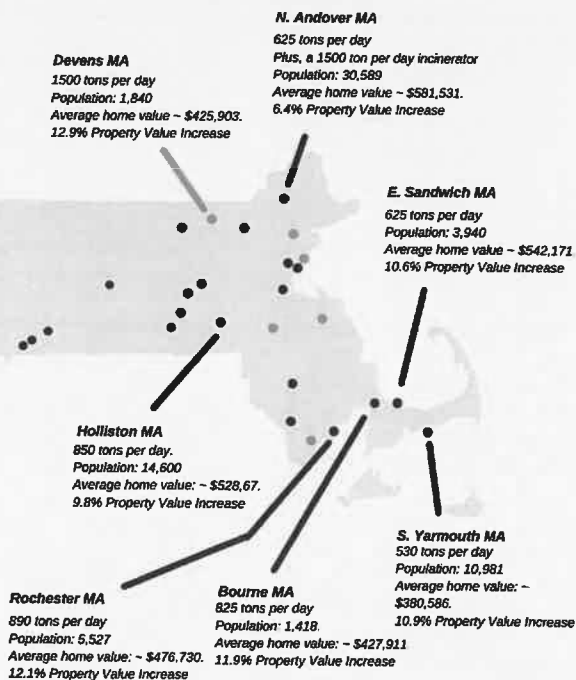 N. Andover MA
625 tons per day
Plus, a 1500 ton per day incinerator
Population: 30,589
Average home value ~ $581,531.
6.4% Property Value Increase
Devens MA
1500 tons per day
Population: 1,840
Average home value ~ $425,903.
12.9% Property Value Increase
E. Sandwich MA
625 tons per day
Population: 3,940
Average home value ~ $542,171
10.6% Property Value Increase
Holliston MA
850 tons per day.
Population: 14,600
Average home value: ~ $528,67.
9.8% Property Value Increase
S. Yarmouth MA
530 tons per day
Population: 10,981
Average home value: ~
$380,586.
10.9% Property Value Increase
Rochester MA
890 tons per day
Population: 5,527
Average home value: ~ $476,730.
12.1% Property Value Increase
Bourne MA
825 tons per day
Population: 1,418.
Average home value: ~ $427,911
11.9% Property Value Increase